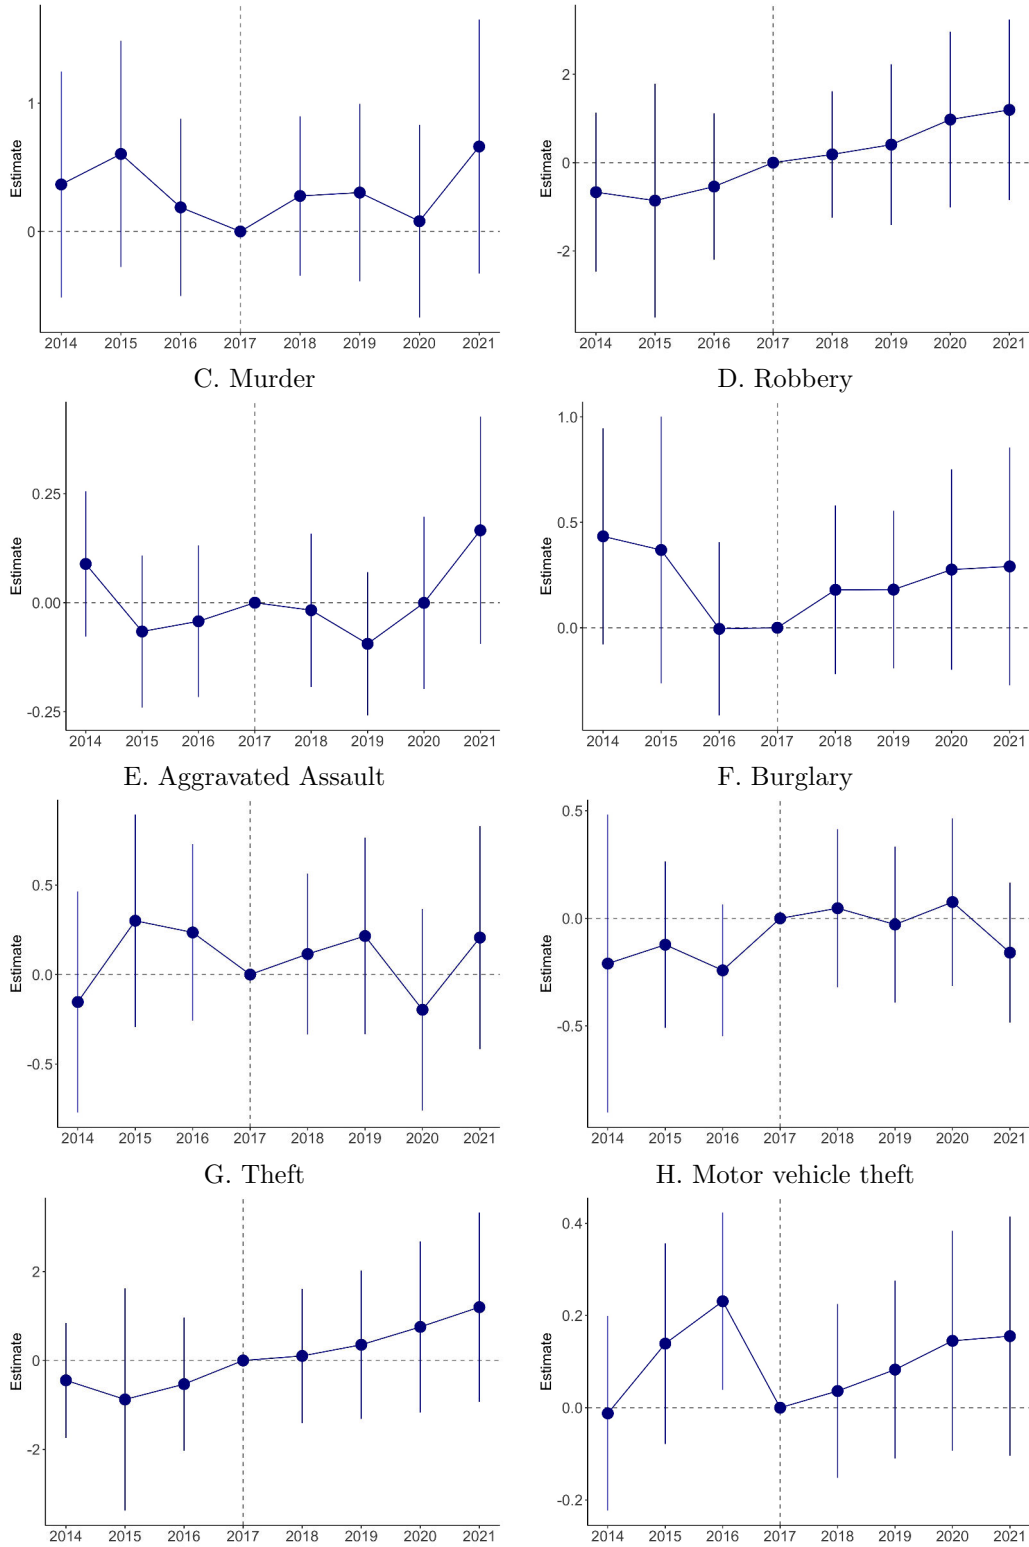 1
0
Estimate
2014 2015 2016 2017 2018 2019 2020 2021
2
0
-2
Estimate
2014 2015 2016 2017 2018 2019 2020 2021
C. Murder
D. Robbery
0.25
0.00
-0.25
Estimate
2014 2015 2016 2017 2018 2019 2020 2021
1.0
0.5
0.0
Estimate
2014 2015 2016 2017 2018 2019 2020 2021
E. Aggravated Assault
F. Burglary
0.5
0.0
-0.5
Estimate
2014 2015 2016 2017 2018 2019 2020 2021
0.5
0.0
-0.5
Estimate
2014 2015 2016 2017 2018 2019 2020 2021
G. Theft
H. Motor vehicle theft
2
0
-2
Estimate
2014 2015 2016 2017 2018 2019 2020 2021
0.4
0.2
0.0
-0.2
Estimate
2014 2015 2016 2017 2018 2019 2020 2021